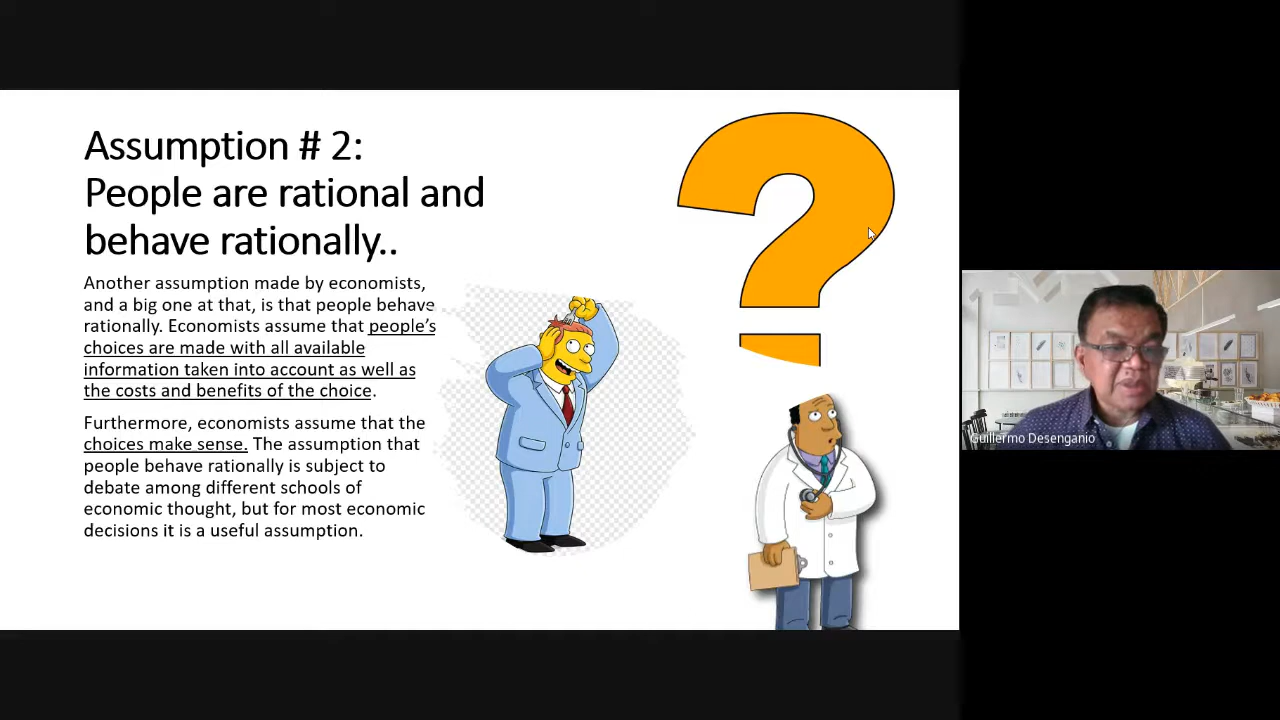 Assumption # 2:
People are rational and
behave rationally..
Another assumption made by economists,
and a big one at that, is that people behave
rationally. Economists assume that people's
choices are made with all available
information taken into account as well as
the costs and benefits of the choice.
Furthermore, economists assume that the
choices make sense. The assumption that
people behave rationally is subject to
debate among different schools of
economic thought, but for most economic
decisions it is a useful assumption.
?
Guillermo Desenganio